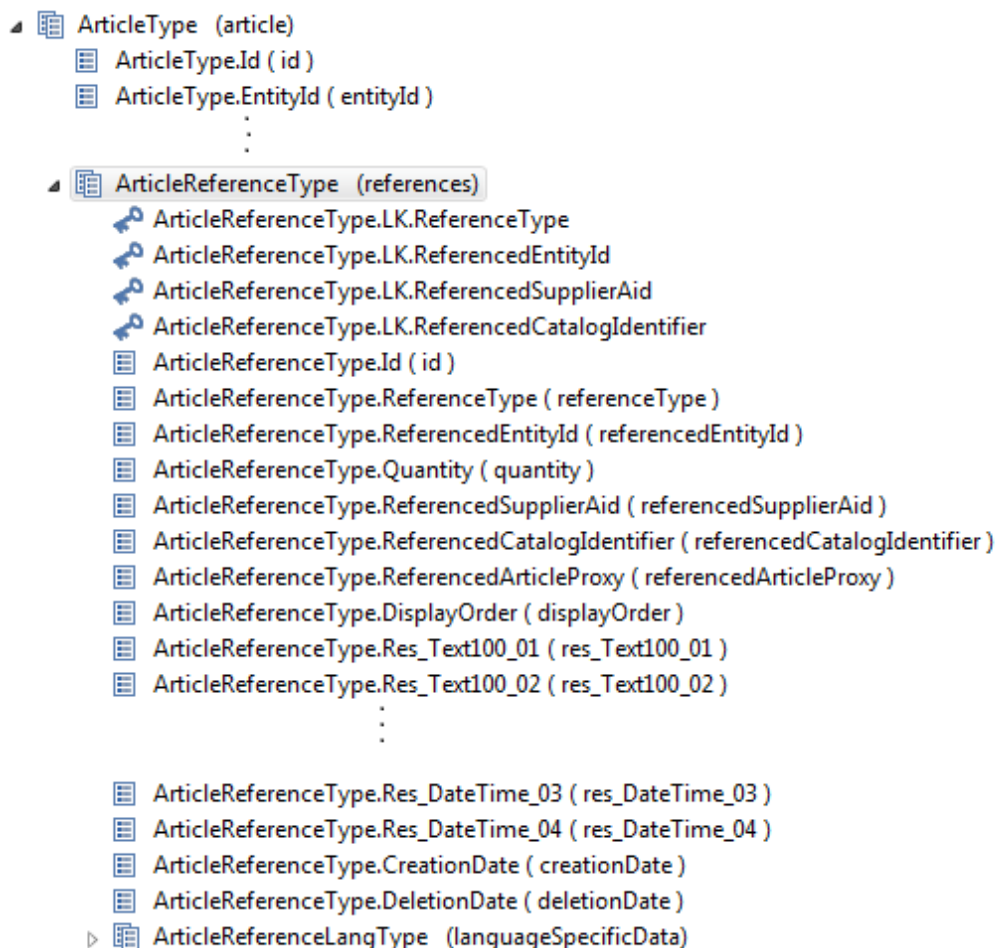 ArticleType (article)
ArticleType.Id ( id )
ArticleType.EntityId ( entityId )
ArticleReferenceType (references)
ArticleReferenceType.LK.ReferenceType
ArticleReferenceType.LK.ReferencedEntityId
ArticleReferenceType.LK.ReferencedSupplierAid
ArticleReferenceType.LK.ReferencedCatalogIdentifier
ArticleReferenceType.Id ( id )
ArticleReferenceType.ReferenceType ( referenceType )
ArticleReferenceType.ReferencedEntityId ( referencedEntityId )
ArticleReferenceType.Quantity ( quantity )
ArticleReferenceType.ReferencedSupplierAid ( referencedSupplierAid )
ArticleReferenceType.ReferencedCatalogIdentifier ( referencedCatalogIdentifier )
ArticleReferenceType.ReferencedArticleProxy ( referencedArticleProxy )
ArticleReferenceType.DisplayOrder ( displayOrder )
ArticleReferenceType.Res_Text100_01 ( res_Text100_01 )
ArticleReferenceType.Res_Text100_02 ( res_Text100_02 )
ArticleReferenceType.Res_DateTime_03 ( res_DateTime_03 )
ArticleReferenceType.Res_DateTime_04 ( res_DateTime_04 )
ArticleReferenceType.CreationDate ( creationDate )
ArticleReferenceType.DeletionDate ( deletionDate )
ArticleReferenceLangType (languageSpecificData)